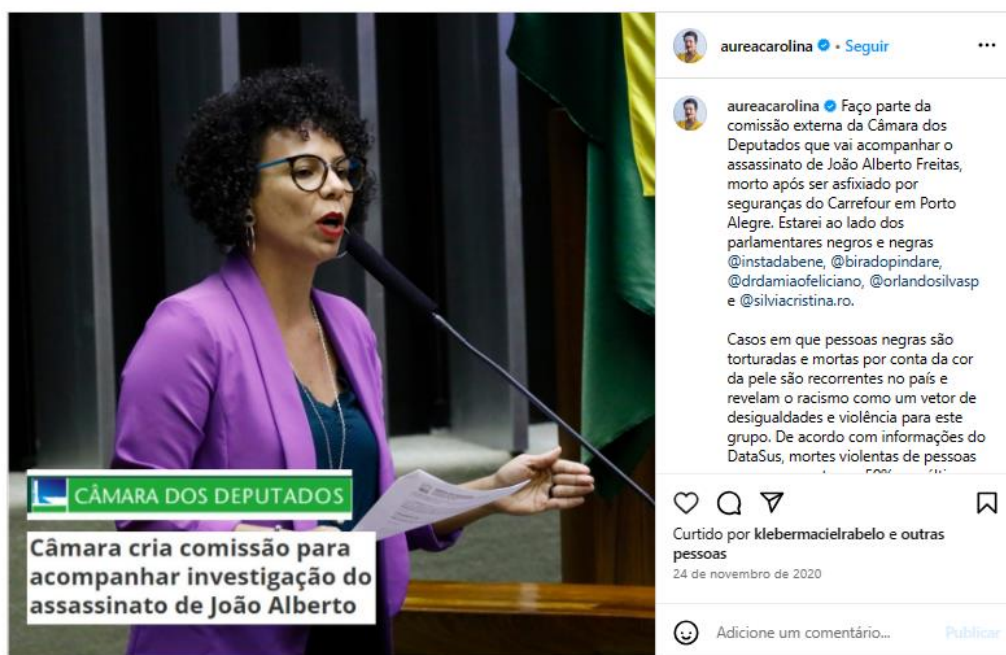 CÂMARA DOS DEPUTADOS
Câmara cria comissão para
acompanhar investigação do
assassinato de João Alberto
aureacarolina • Seguir
aureacarolina Faço parte da
comissão externa da Câmara dos
Deputados que vai acompanhar o
assassinato de João Alberto Freitas,
morto após ser asfixiado por
seguranças do Carrefour em Porto
Alegre. Estarei ao lado dos
parlamentares negros e negras
@instadabene, @biradopindare,
@drdamiaofeliciano, @orlandosilvasp
e @silviacristina.ro.
Casos em que pessoas negras são
torturadas e mortas por conta da cor
da pele são recorrentes no país e
revelam o racismo como um vetor de
desigualdades e violência para este
grupo. De acordo com informações do
DataSus, mortes violentas de pessoas
Curtido por klebermacielrabelo e outras
pessoas
24 de novembro de 2020
Adicione um comentário...
Publicar